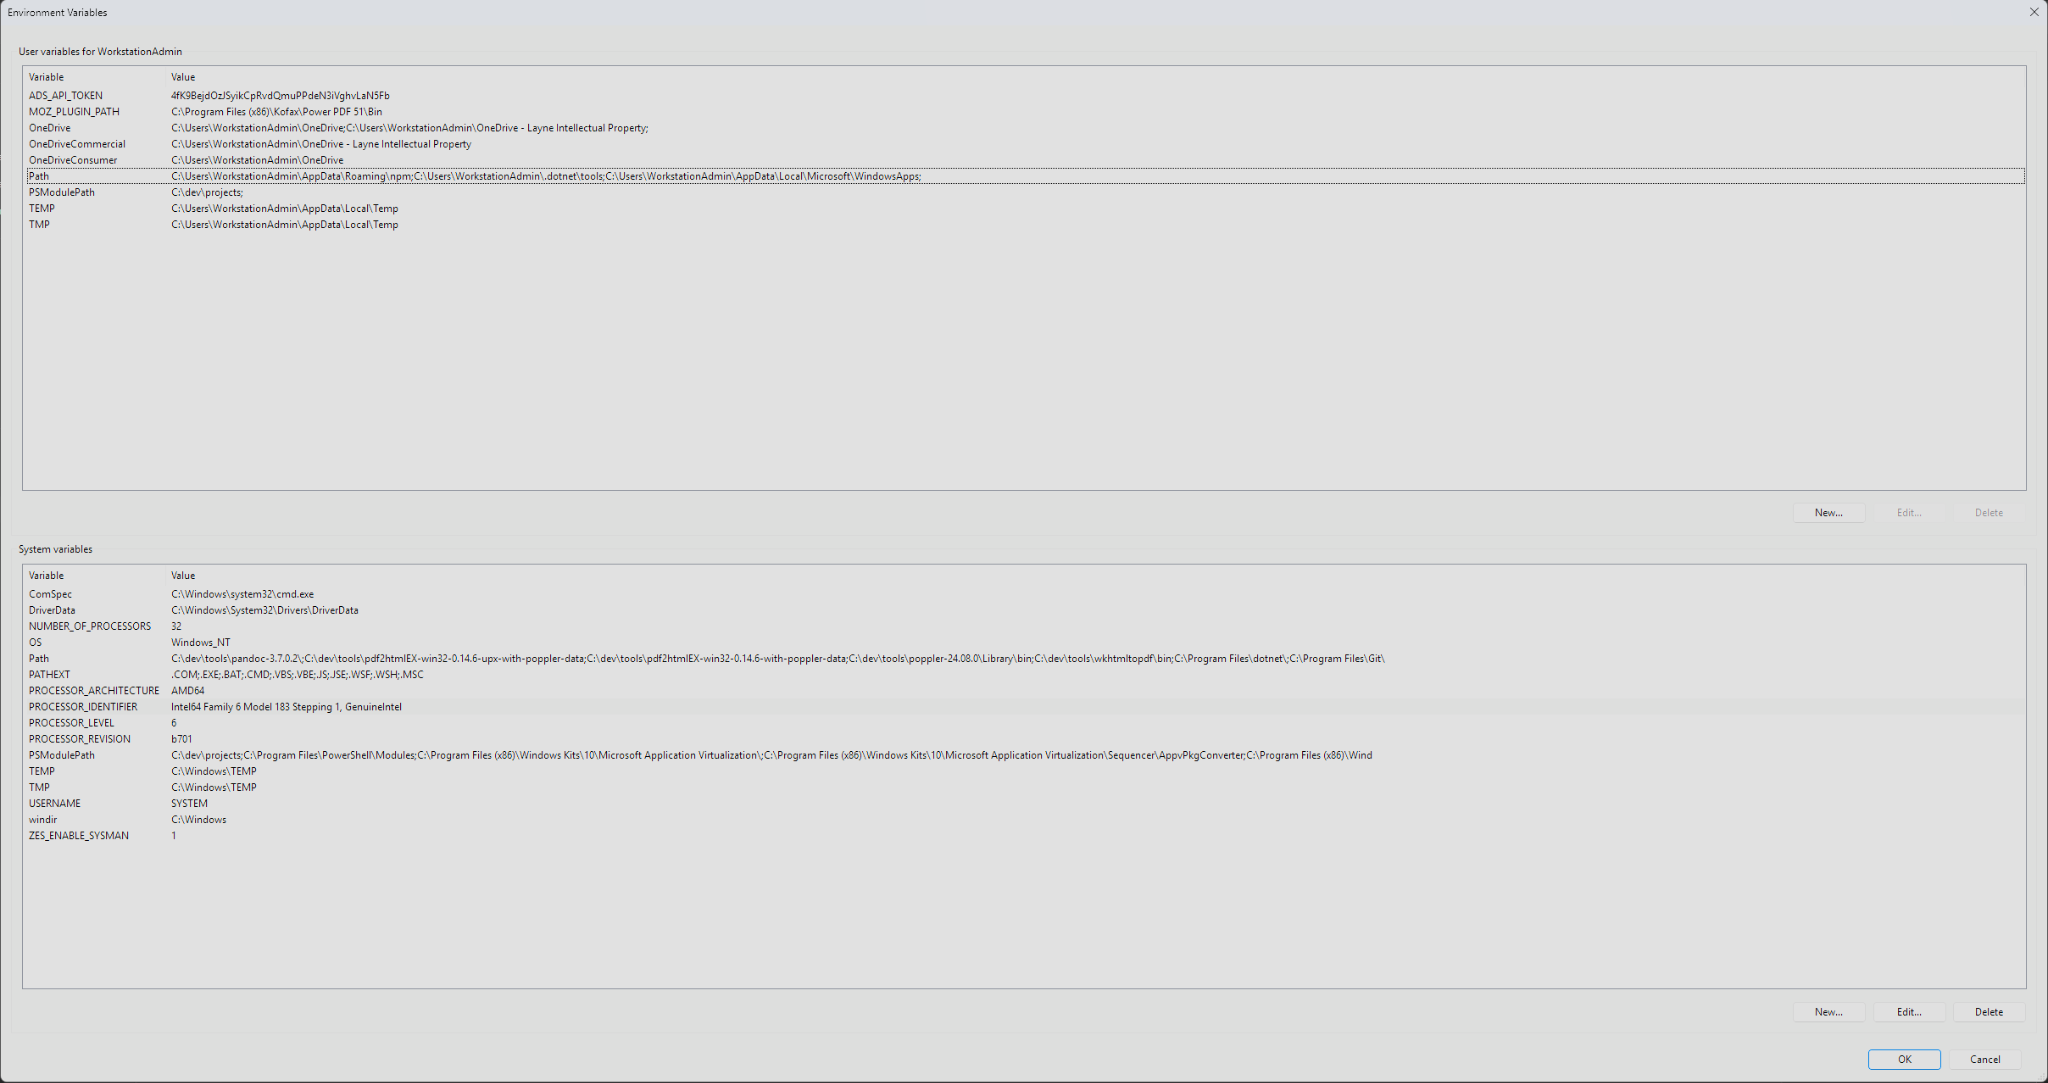 Environment Variables
User variables for WorkstationAdmin
Variable Value
ADS_API_TOKEN 4fK9BejdOzJSyikCpRvdQmuPPdeN3iVghvLaN5Fb
MOZ_PLUGIN_PATH C:\Program Files (x86)\Kofax\Power PDF 51\Bin
OneDrive C:\Users\WorkstationAdmin\OneDrive;C:\Users\WorkstationAdmin\OneDrive - Layne Intellectual Property;
OneDriveCommercial C:\Users\WorkstationAdmin\OneDrive - Layne Intellectual Property
OneDriveConsumer C:\Users\WorkstationAdmin\OneDrive
Path C:\Users\WorkstationAdmin\AppData\Roaming\npm;C:\Users\WorkstationAdmin\.dotnet\tools;C:\Users\WorkstationAdmin\AppData\Local\Microsoft\WindowsApps;
PSModulePath C:\dev\projects;
TEMP C:\Users\WorkstationAdmin\AppData\Local\Temp
TMP C:\Users\WorkstationAdmin\AppData\Local\Temp
New... Edit... Delete
System variables
Variable Value
ComSpec C:\Windows\system32\cmd.exe
DriverData C:\Windows\System32\Drivers\DriverData
NUMBER_OF_PROCESSORS 32
OS Windows_NT
Path C:\dev\tools\pandoc-3.7.0.2\;C:\dev\tools\pdf2htmlEX-win32-0.14.6-upx-with-poppler-data;C:\dev\tools\pdf2htmlEX-win32-0.14.6-with-poppler-data;C:\dev\tools\poppler-24.08.0\Library\bin;C:\dev\tools\wkhtmltopdf\bin;C:\Program Files\dotnet\;C:\Program Files\Git\
PATHEXT .COM;.EXE;.BAT;.CMD;.VBS;.VBE;.JS;.JSE;.WSF;.WSH;.MSC
PROCESSOR_ARCHITECTURE AMD64
PROCESSOR_IDENTIFIER Intel64 Family 6 Model 183 Stepping 1, GenuineIntel
PROCESSOR_LEVEL 6
PROCESSOR_REVISION b701
PSModulePath C:\dev\projects;C:\Program Files\PowerShell\Modules;C:\Program Files (x86)\Windows Kits\10\Microsoft Application Virtualization\;C:\Program Files (x86)\Windows Kits\10\Microsoft Application Virtualization\Sequencer\AppvPkgConverter;C:\Program Files (x86)\Wind
TEMP C:\Windows\TEMP
TMP C:\Windows\TEMP
USERNAME SYSTEM
windir C:\Windows
ZES_ENABLE_SYSMAN 1
New... Edit... Delete
OK Cancel